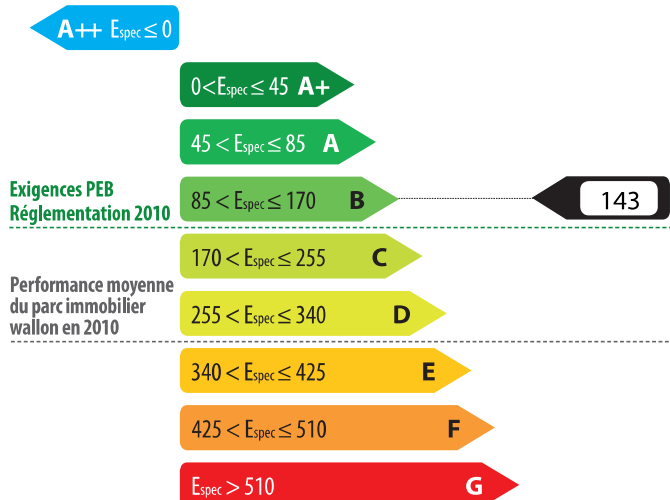 A++ Espec ≤ 0
0 < Espec ≤ 45 A+
45 < Espec ≤ 85 A
Exigences PEB
Réglementation 2010
85 < Espec ≤ 170 B
143
170 < Espec ≤ 255 C
Performance moyenne
du parc immobilier
wallon en 2010
255 < Espec ≤ 340 D
340 < Espec ≤ 425 E
425 < Espec ≤ 510 F
Espec > 510 G